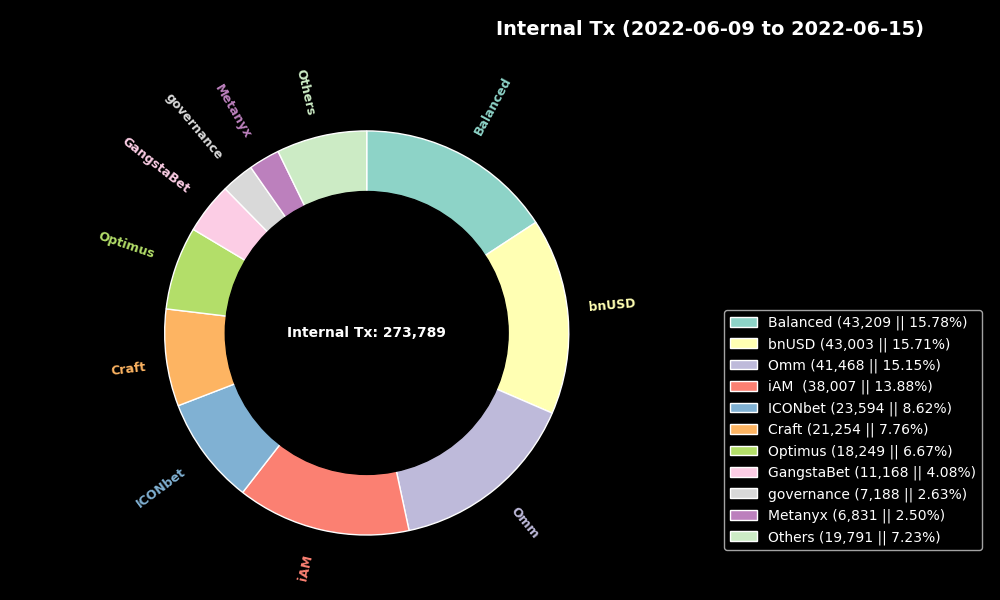 Internal Tx (2022-06-09 to 2022-06-15)
Others
Balanced
Metanyx
governance
GangstaBet
Optimus
bnUSD
Internal Tx: 273,789
Craft
ICONbet
Omm
iAM
Balanced (43,209 || 15.78%)
bnUSD (43,003 || 15.71%)
Omm (41,468 || 15.15%)
iAM  (38,007 || 13.88%)
ICONbet (23,594 || 8.62%)
Craft (21,254 || 7.76%)
Optimus (18,249 || 6.67%)
GangstaBet (11,168 || 4.08%)
governance (7,188 || 2.63%)
Metanyx (6,831 || 2.50%)
Others (19,791 || 7.23%)